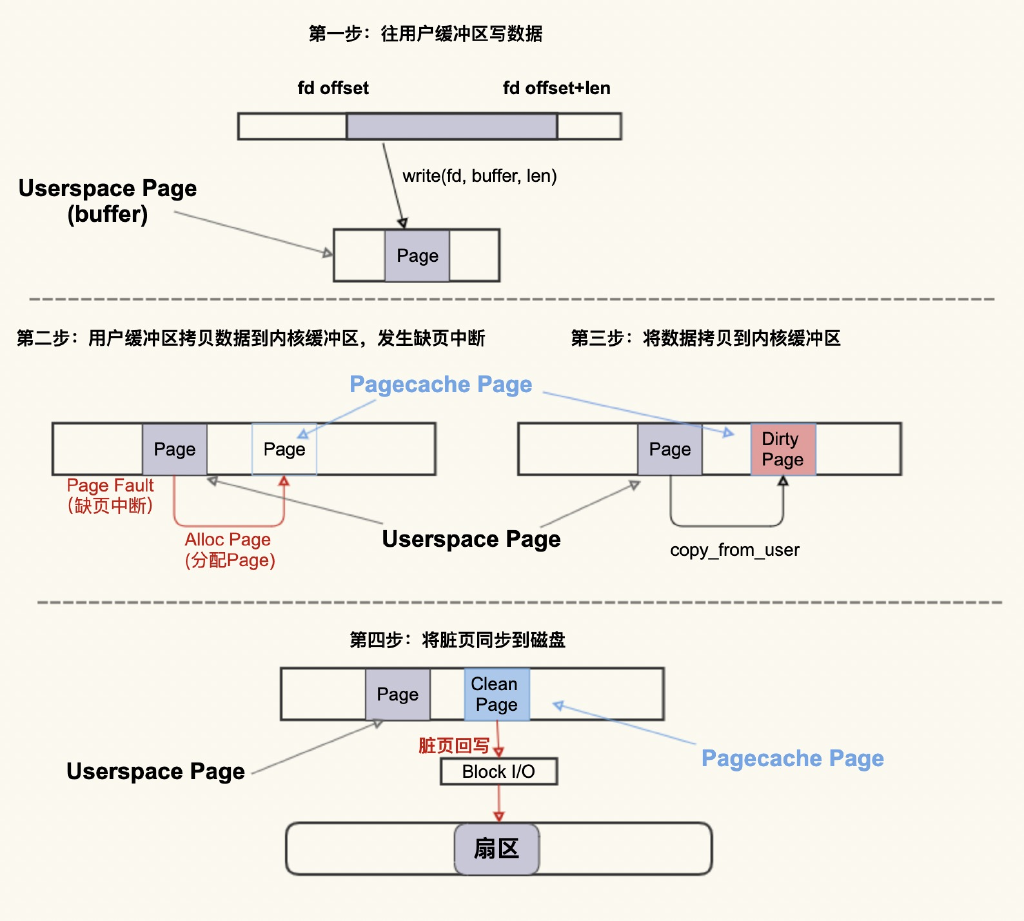 第一步：往用户缓冲区写数据
fd offset
fd offset+len
write(fd, buffer, len)
Userspace Page
(buffer)
Page
第二步：用户缓冲区拷贝数据到内核缓冲区，发生缺页中断
第三步：将数据拷贝到内核缓冲区
Pagecache Page
Page
Page
Page
Dirty
Page
Page Fault
（缺页中断）
Alloc Page
(分配Page)
Userspace Page
copy_from_user
第四步：将脏页同步到磁盘
Page
Clean
Page
脏页回写
Userspace Page
Block I/O
Pagecache Page
扇区